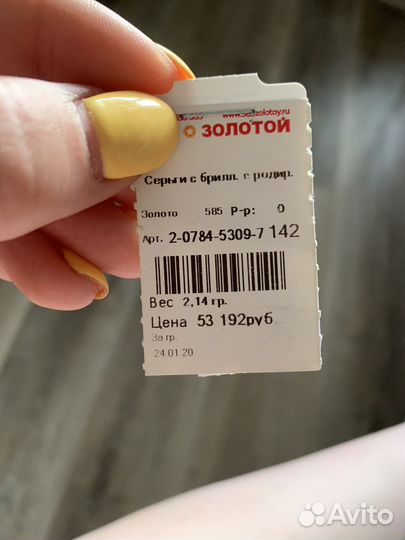 www.585zolotoy.ru
ЗОЛОТОЙ
Серьги с брилл. с родир.
Золото 585 Р-р: 0
Арт. 2-0784-5309-7 142
Вес 2,14 гр.
Цена 53 192руб.
За гр.
24.01.20
Avito